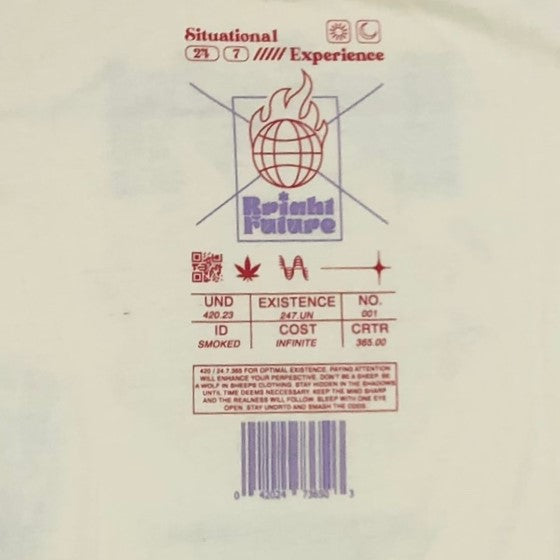 Situational
24 7 ///// Experience
Bright
Future
UND EXISTENCE NO.
420.23 247.UN 001
ID COST CRTR
SMOKED INFINITE 365.00
420 / 24.7.365 FOR OPTIMAL EXISTENCE. PAYING ATTENTION
WILL ENHANCE YOUR PERPSECTIVE. DON'T BE A SHEEP. BE
A WOLF IN SHEEPS CLOTHING. STAY HIDDEN IN THE SHADOWS
UNTIL TIME DEEMS NECCESSARY. KEEP THE MIND SHARP
AND THE REALNESS WILL FOLLOW. SLEEP WITH ONE EYE
OPEN. STAY UNDRTD AND SMASH THE ODDS.
0 42024 73650 3